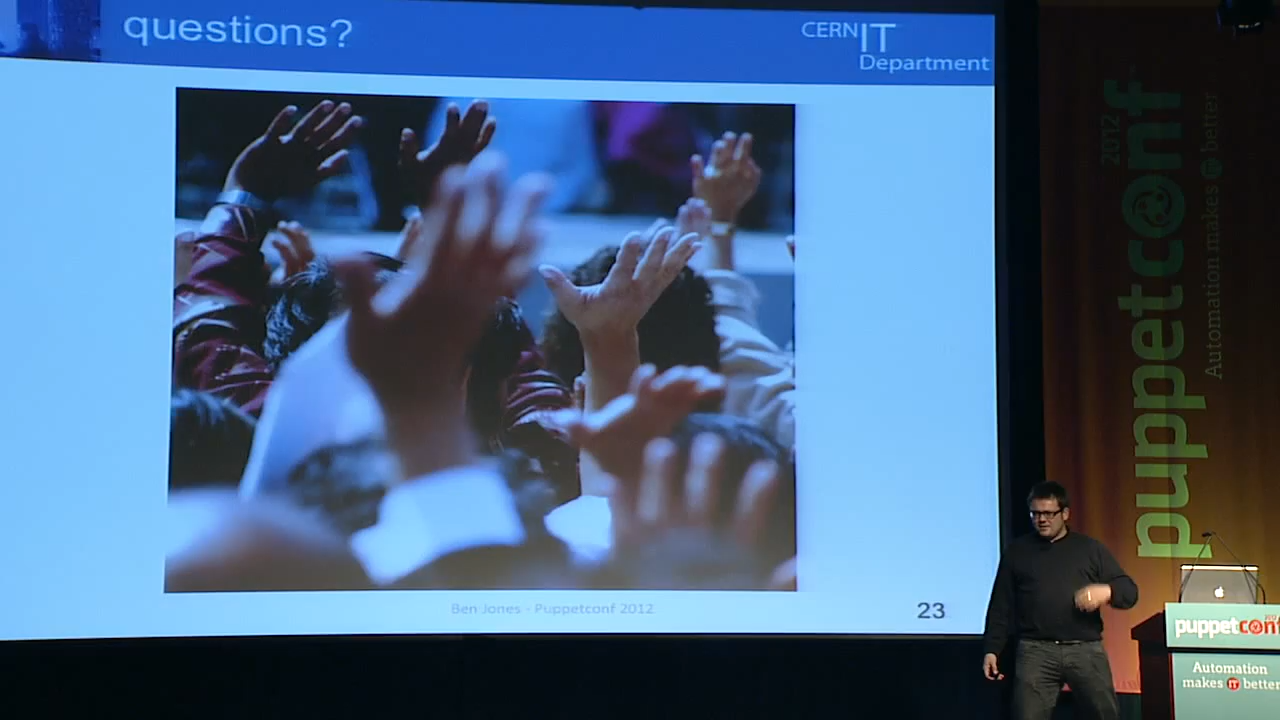 questions?
CERN IT
Department
Ben Jones - Puppetconf 2012
23
puppetconf 2012
Automation makes IT better
puppetconf
Automation
makes IT better